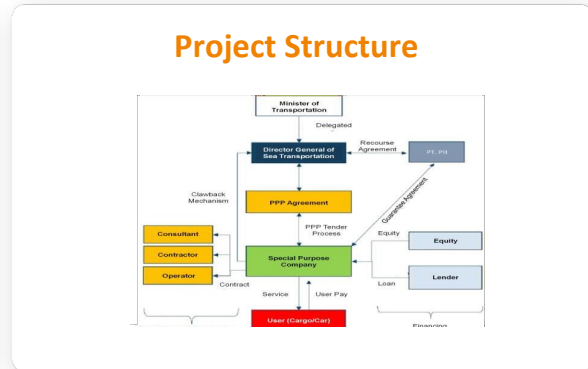 Project Structure
Minister of
Transportation
Delegated
Director General of
Sea Transportation
Recourse
Agreement
PT. PII
Clawback
Mechanism
PPP Agreement
Guarantee Agreement
Consultant
PPP Tender
Process
Equity
Equity
Contractor
Special Purpose
Company
Operator
Contract
Loan
Lender
Service
User Pay
User (Cargo/Car)
Financing